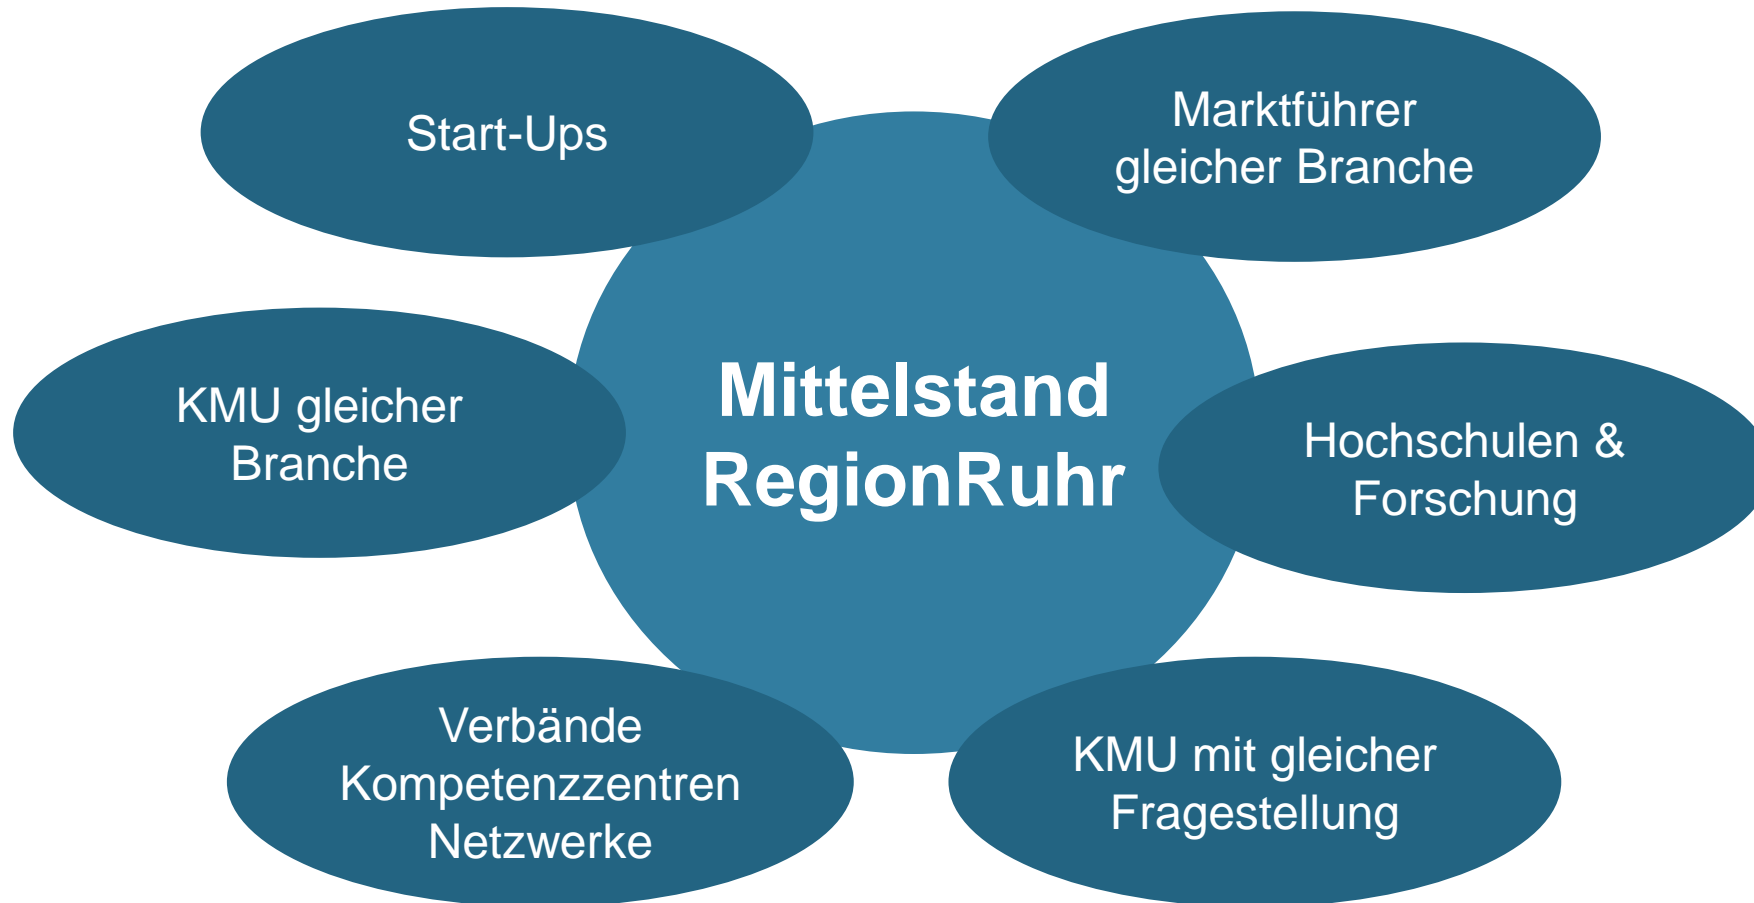 Start-Ups
Marktführer
gleicher Branche
KMU gleicher
Branche
Mittelstand
RegionRuhr
Hochschulen &
Forschung
Verbände
Kompetenzzentren
Netzwerke
KMU mit gleicher
Fragestellung